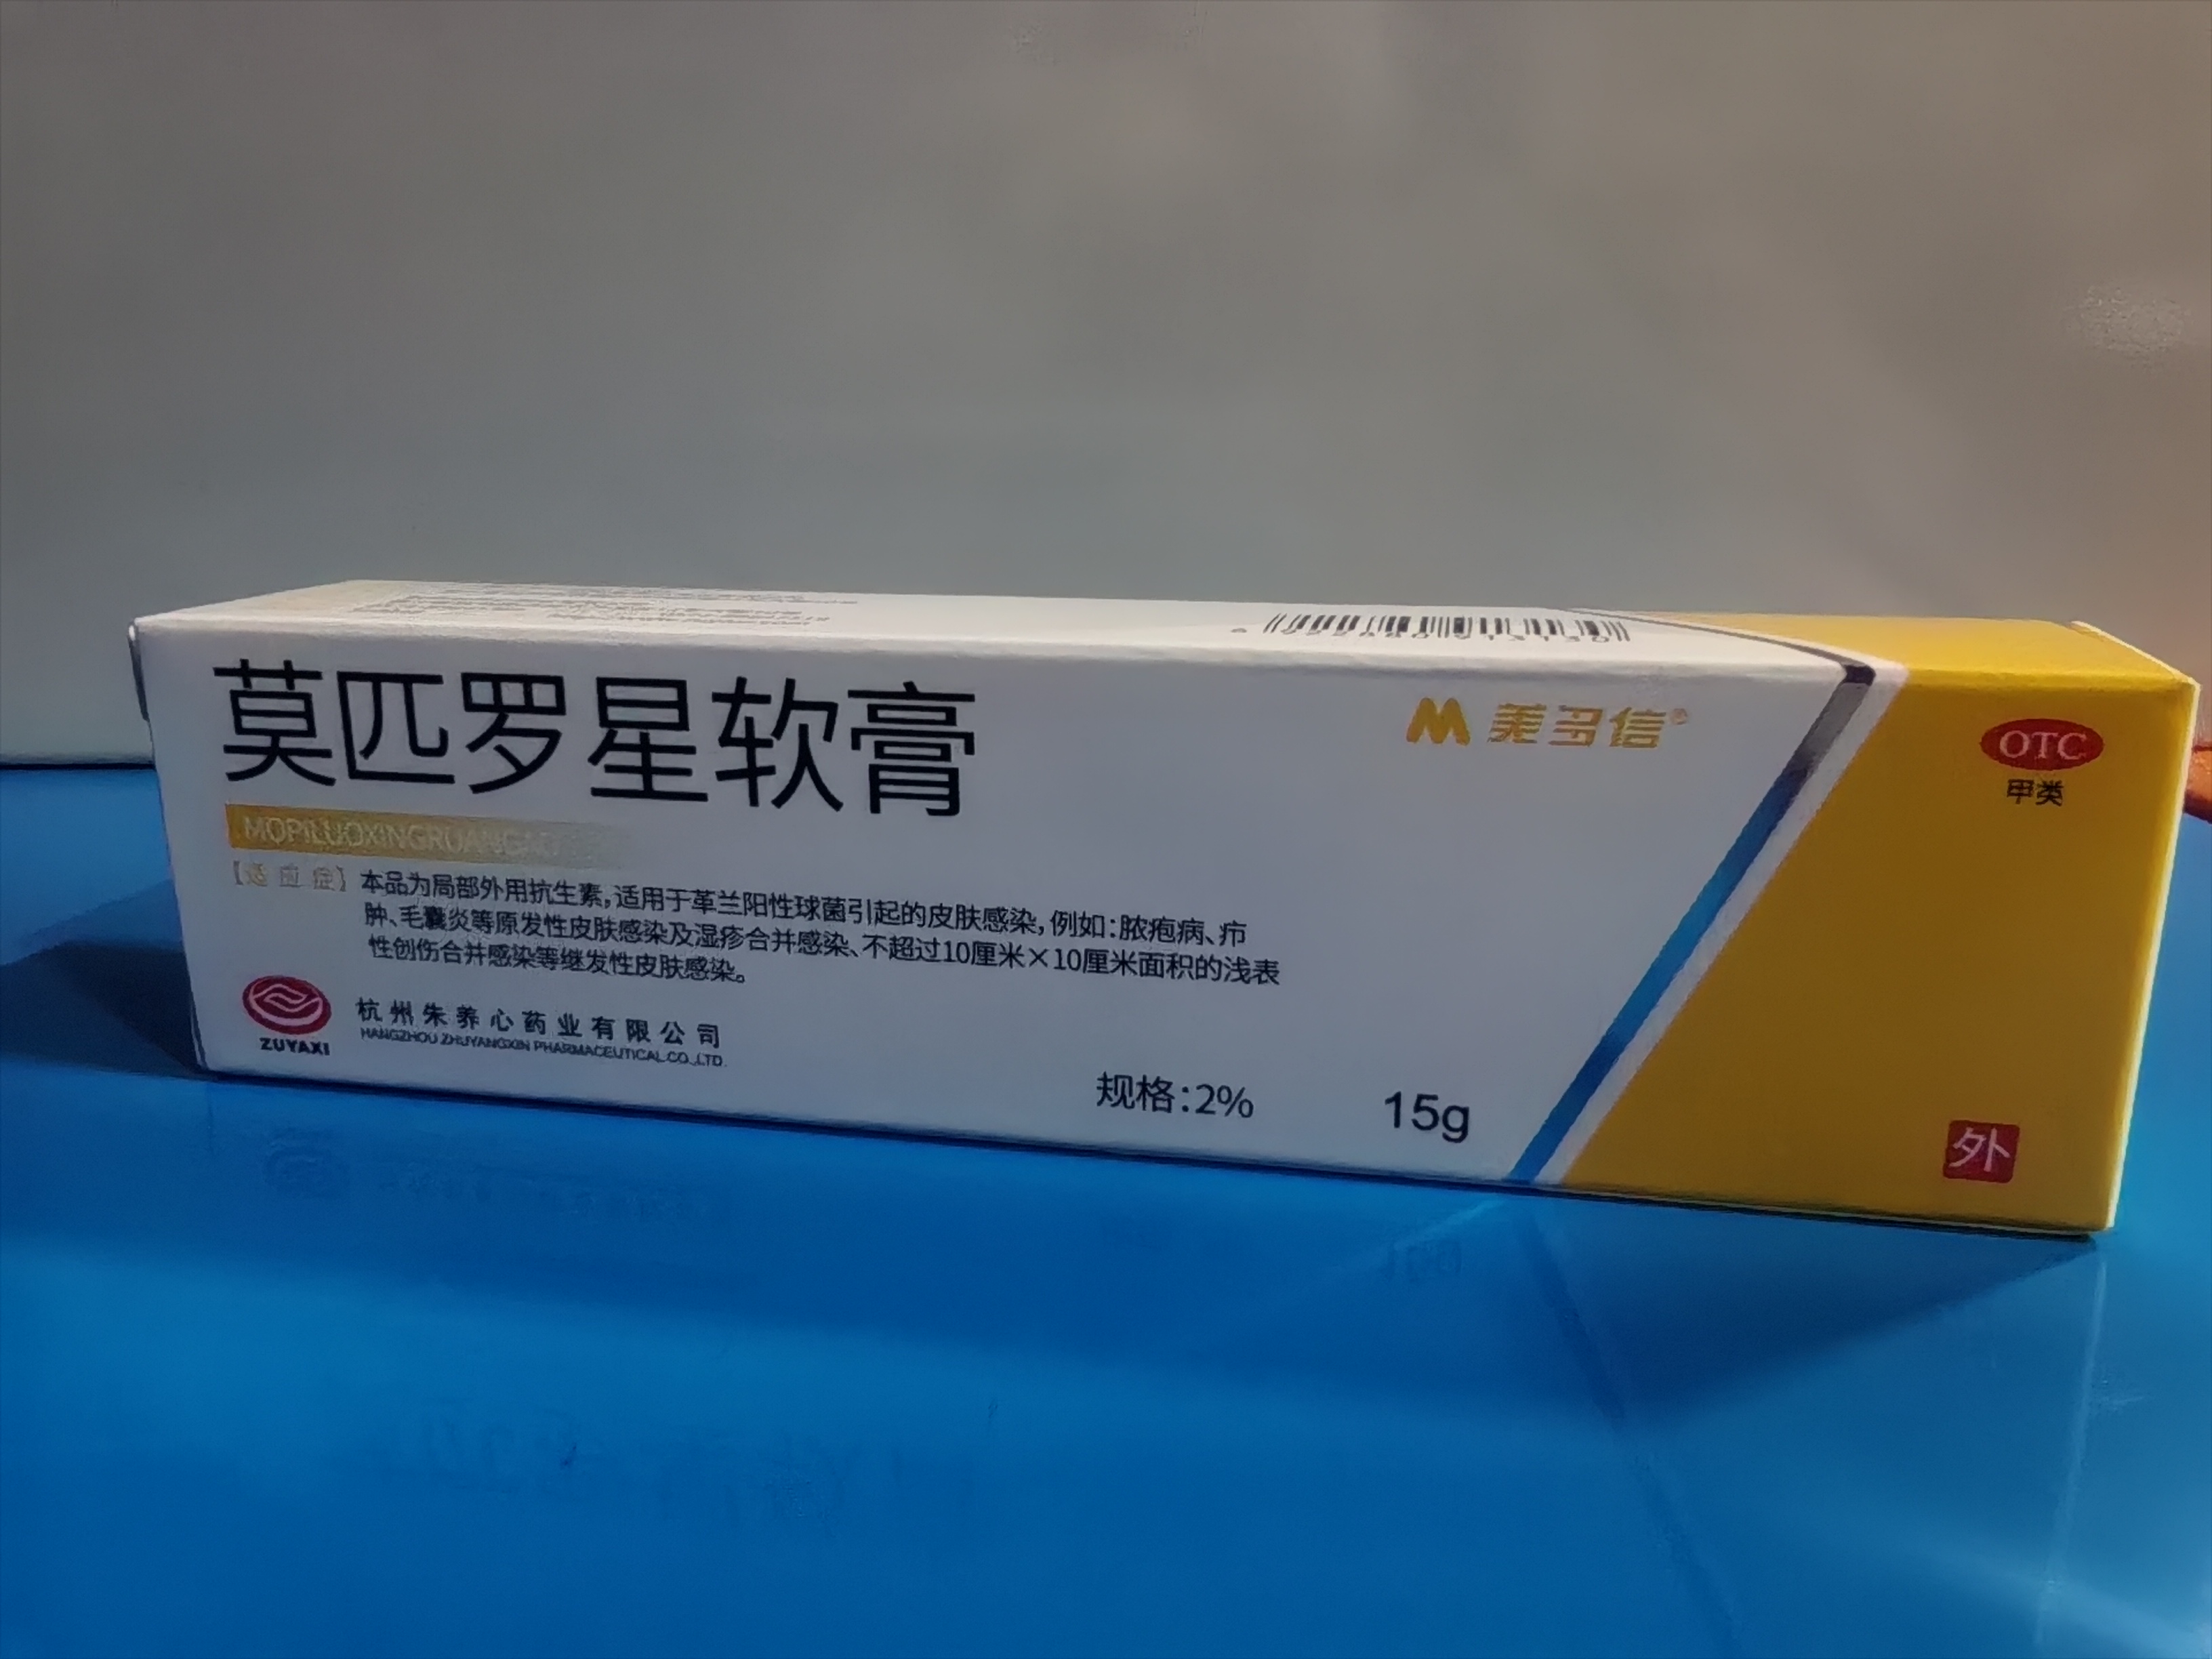 莫匹罗星软膏
MOPILUOXINGRUANGAO
【适应症】本品为局部外用抗生素,适用于革兰阳性球菌引起的皮肤感染,例如:脓疱病、疖
肿、毛囊炎等原发性皮肤感染及湿疹合并感染、不超过10厘米×10厘米面积的浅表
性创伤合并感染等继发性皮肤感染。
ZUYAXI
杭州朱养心药业有限公司
HANGZHOU ZHUYANGXIN PHARMACEUTICAL CO.,LTD.
规格:2%
15g
M 美多信®
OTC
甲类
外